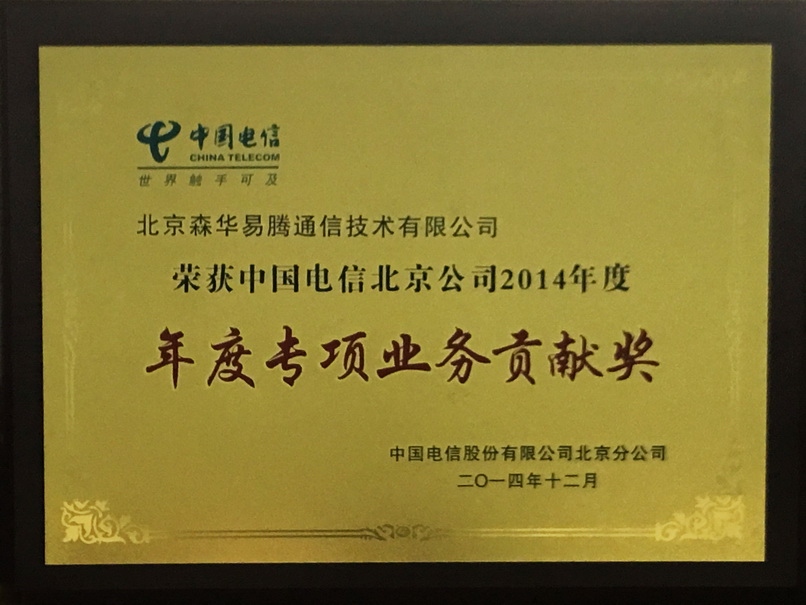 中国电信
CHINA TELECOM
世界触手可及
北京森华易腾通信技术有限公司
荣获中国电信北京公司2014年度
年度专项业务贡献奖
中国电信股份有限公司北京分公司
二〇一四年十二月